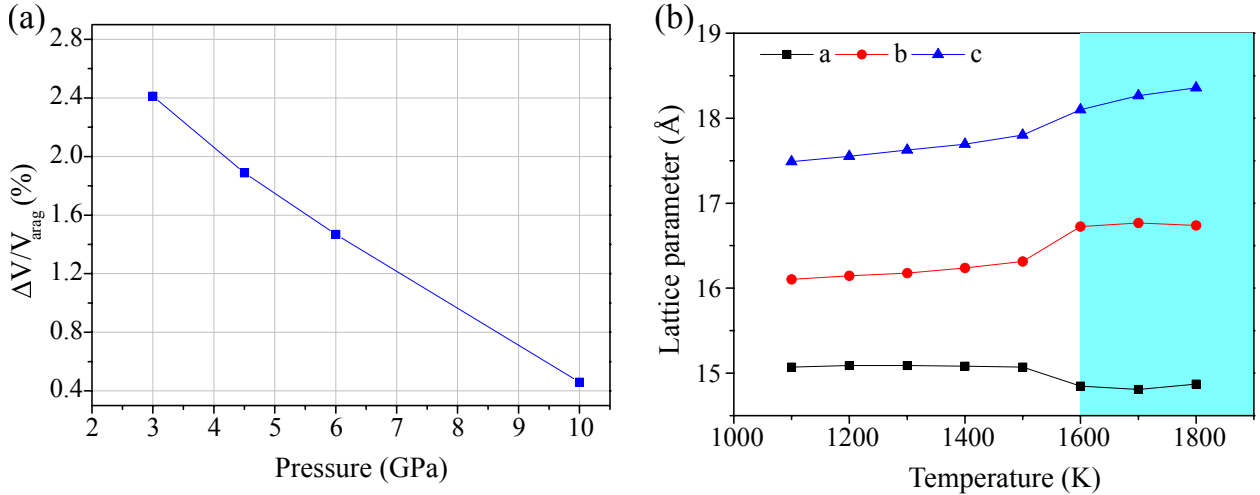 (a)
2.8
2.4
2.0
1.6
1.2
0.8
0.4
ΔV/V_arag (%)
2 3 4 5 6 7 8 9 10
Pressure (GPa)
(b)
a b c
19
18
17
16
15
Lattice parameter (Å)
1000 1200 1400 1600 1800
Temperature (K)